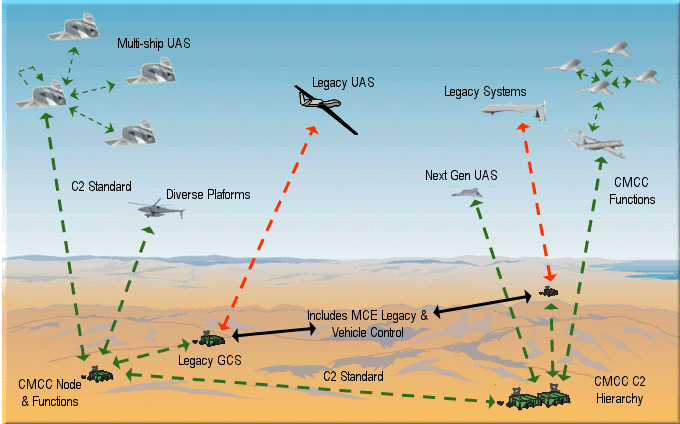 Multi-ship UAS
Legacy UAS
Legacy Systems
C2 Standard
Diverse Plaforms
Next Gen UAS
CMCC
Functions
Includes MCE Legacy &
Vehicle Control
Legacy GCS
CMCC Node
& Functions
C2 Standard
CMCC C2
Hierarchy